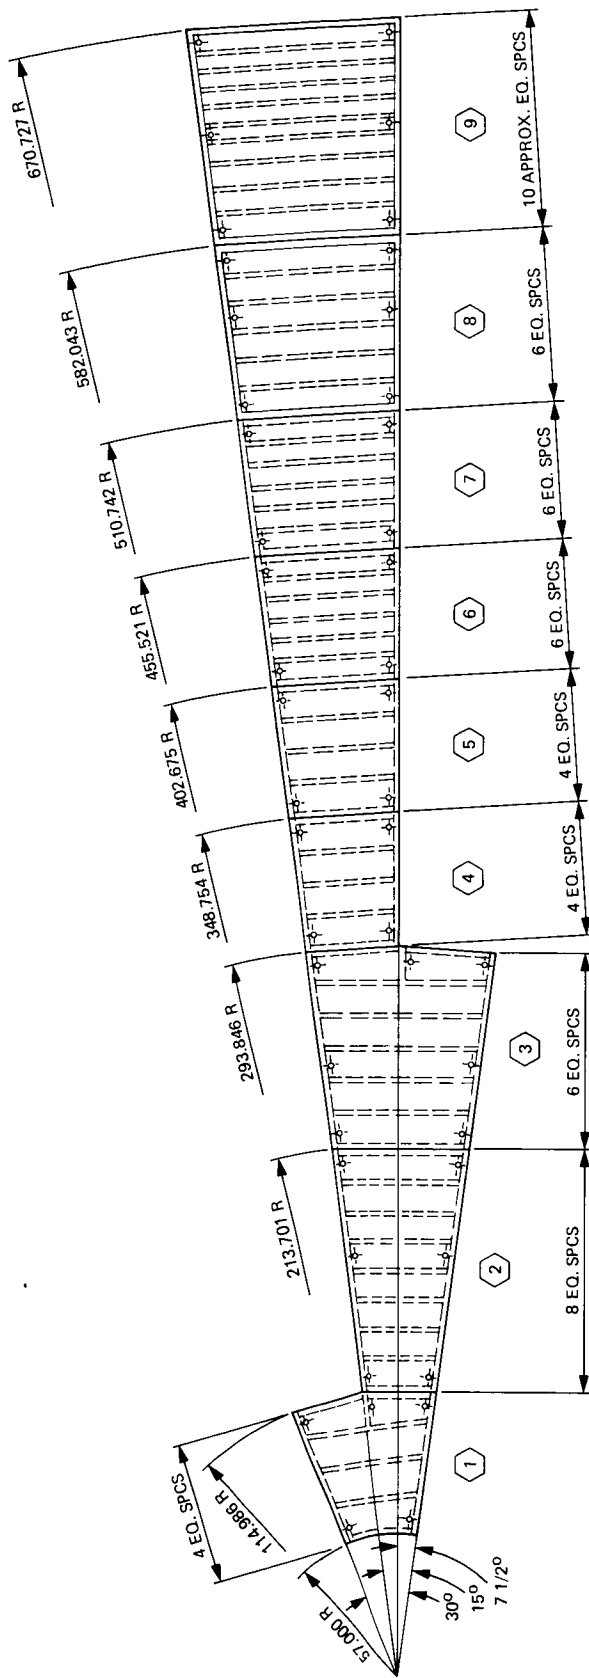 670.727 R
582.043 R
510.742 R
455.521 R
402.675 R
348.754 R
293.846 R
213.701 R
114.986 R
57.000 R
4 EQ. SPCS
9
8
7
6
5
4
3
2
1
10 APPROX. EQ. SPCS
6 EQ. SPCS
6 EQ. SPCS
6 EQ. SPCS
4 EQ. SPCS
4 EQ. SPCS
6 EQ. SPCS
8 EQ. SPCS
30º
15º
7 1/2º